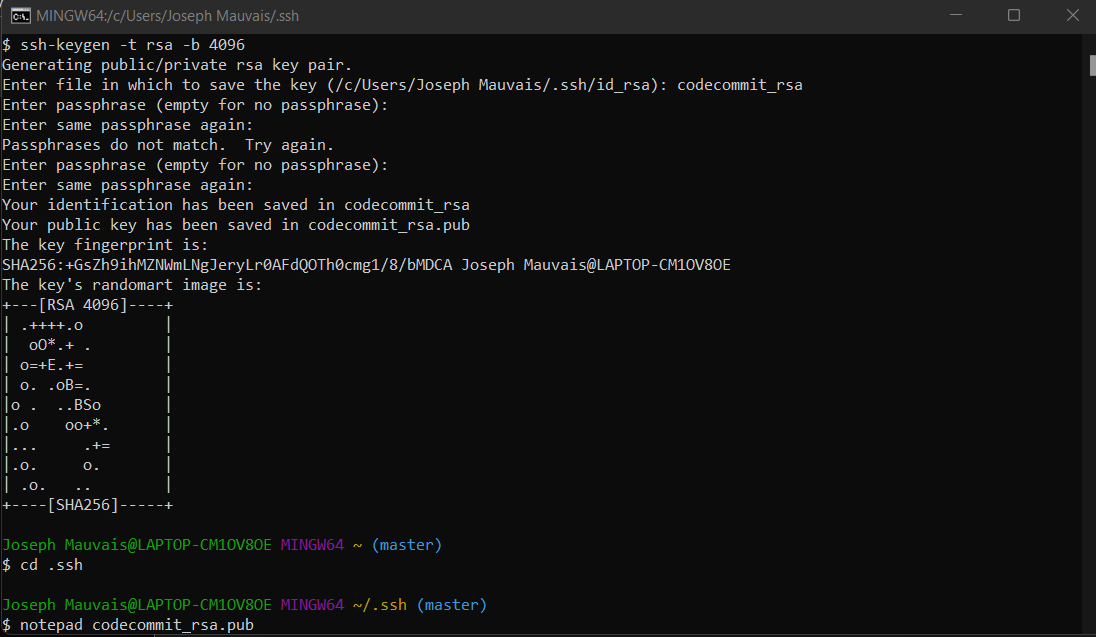 MINGW64:/c/Users/Joseph Mauvais/.ssh
$ ssh-keygen -t rsa -b 4096
Generating public/private rsa key pair.
Enter file in which to save the key (/c/Users/Joseph Mauvais/.ssh/id_rsa): codecommit_rsa
Enter passphrase (empty for no passphrase):
Enter same passphrase again:
Passphrases do not match.  Try again.
Enter passphrase (empty for no passphrase):
Enter same passphrase again:
Your identification has been saved in codecommit_rsa
Your public key has been saved in codecommit_rsa.pub
The key fingerprint is:
SHA256:+GsZh9ihMZNWmLNgJeryLr0AFdQOTh0cmg1/8/bMDCA Joseph Mauvais@LAPTOP-CM1OV8OE
The key's randomart image is:
+---[RSA 4096]----+
| .++++.o         |
|  oO*.+ .        |
| o=+E.+=         |
| o. .oB=.        |
|o .  ..BSo       |
|.o    oo+*.      |
|...     .+=      |
|.o.     o.       |
| .o.   ..        |
+----[SHA256]-----+
Joseph Mauvais@LAPTOP-CM1OV8OE MINGW64 ~ (master)
$ cd .ssh
Joseph Mauvais@LAPTOP-CM1OV8OE MINGW64 ~/.ssh (master)
$ notepad codecommit_rsa.pub